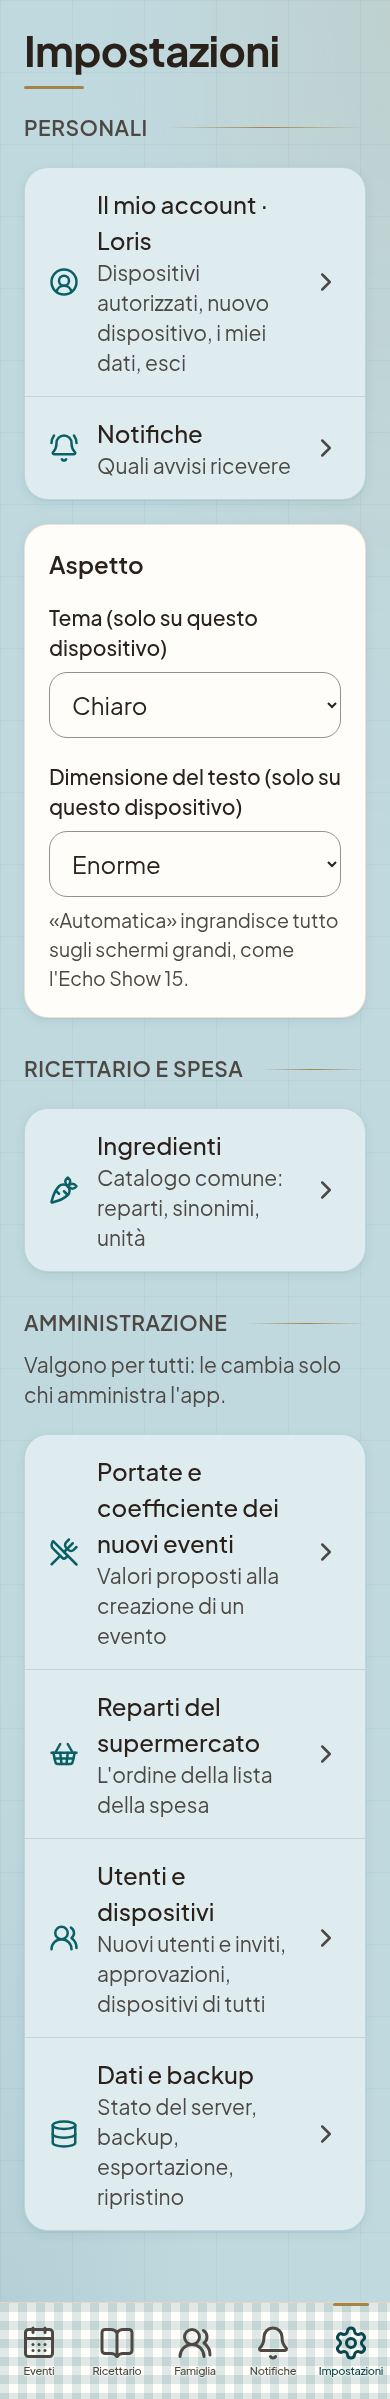 Impostazioni
PERSONALI
Il mio account ·
Loris
Dispositivi
autorizzati, nuovo
dispositivo, i miei
dati, esci
Notifiche
Quali avvisi ricevere
Aspetto
Tema (solo su questo
dispositivo)
Chiaro
Dimensione del testo (solo su
questo dispositivo)
Enorme
«Automatica» ingrandisce tutto
sugli schermi grandi, come
l'Echo Show 15.
RICETTARIO E SPESA
Ingredienti
Catalogo comune:
reparti, sinonimi,
unità
AMMINISTRAZIONE
Valgono per tutti: le cambia solo
chi amministra l'app.
Portate e
coefficiente dei
nuovi eventi
Valori proposti alla
creazione di un
evento
Reparti del
supermercato
L'ordine della lista
della spesa
Utenti e
dispositivi
Nuovi utenti e inviti,
approvazioni,
dispositivi di tutti
Dati e backup
Stato del server,
backup,
esportazione,
ripristino
Eventi
Ricettario
Famiglia
Notifiche
Impostazioni